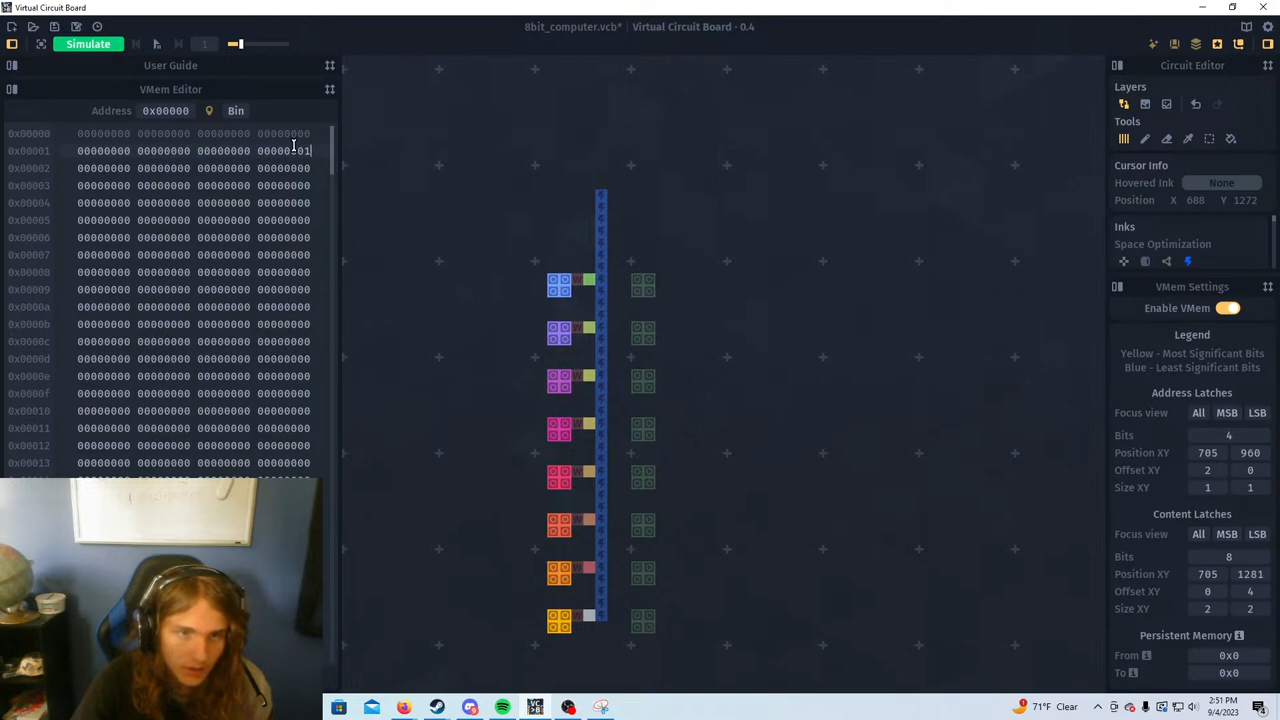 Virtual Circuit Board
8bit_computer.vcb* | Virtual Circuit Board - 0.4
Simulate 1
User Guide
VMem Editor
Circuit Editor
Address 0x00000 Bin
Layers
Tools
Cursor Info
Hovered Ink None
Position X 688 Y 1272
Inks
Space Optimization
VMem Settings
Enable VMem
Legend
Yellow - Most Significant Bits
Blue - Least Significant Bits
Address Latches
Focus view All MSB LSB
Bits 4
Position XY 705 960
Offset XY 2 0
Size XY 1 1
Content Latches
Focus view All MSB LSB
Bits 8
Position XY 705 1281
Offset XY 0 4
Size XY 2 2
Persistent Memory
From 0x0
To 0x0
0x00000 00000000 00000000 00000000 00000000
0x00001 00000000 00000000 00000000 00000101
0x00002 00000000 00000000 00000000 00000000
0x00003 00000000 00000000 00000000 00000000
0x00004 00000000 00000000 00000000 00000000
0x00005 00000000 00000000 00000000 00000000
0x00006 00000000 00000000 00000000 00000000
0x00007 00000000 00000000 00000000 00000000
0x00008 00000000 00000000 00000000 00000000
0x00009 00000000 00000000 00000000 00000000
0x0000a 00000000 00000000 00000000 00000000
0x0000b 00000000 00000000 00000000 00000000
0x0000c 00000000 00000000 00000000 00000000
0x0000d 00000000 00000000 00000000 00000000
0x0000e 00000000 00000000 00000000 00000000
0x0000f 00000000 00000000 00000000 00000000
0x00010 00000000 00000000 00000000 00000000
0x00011 00000000 00000000 00000000 00000000
0x00012 00000000 00000000 00000000 00000000
0x00013 00000000 00000000 00000000 00000000
71°F Clear
2:51 PM
9/4/2023